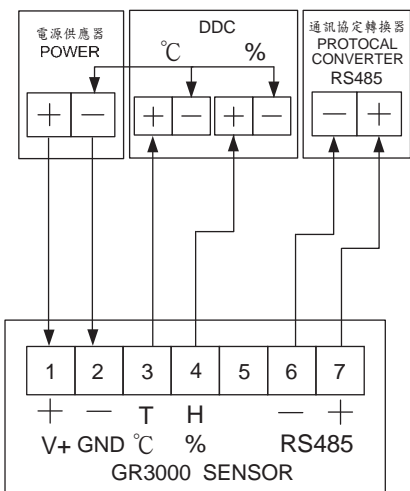 電源供應器
POWER
+ —
DDC
℃ %
+ — + —
通訊協定轉換器
PROTOCAL
CONVERTER
RS485
— +
1 2 3 4 5 6 7
+ — T H — +
V+ GND ℃ % RS485
GR3000 SENSOR